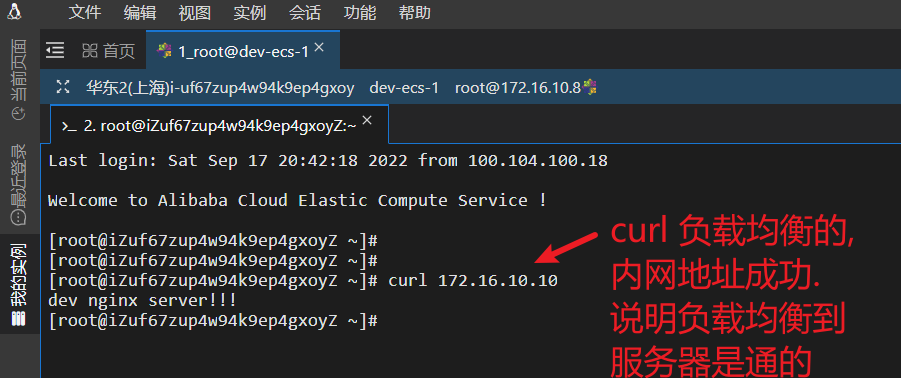 文件 编辑 视图 实例 会话 功能 帮助
首页 1_root@dev-ecs-1
华东2(上海)i-uf67zup4w94k9ep4gxoy dev-ecs-1 root@172.16.10.8
>_ 2. root@iZuf67zup4w94k9ep4gxoyZ:~
当前页面
最近登录
我的实例
Last login: Sat Sep 17 20:42:18 2022 from 100.104.100.18
Welcome to Alibaba Cloud Elastic Compute Service !
[root@iZuf67zup4w94k9ep4gxoyZ ~]#
[root@iZuf67zup4w94k9ep4gxoyZ ~]#
[root@iZuf67zup4w94k9ep4gxoyZ ~]# curl 172.16.10.10
dev nginx server!!!
[root@iZuf67zup4w94k9ep4gxoyZ ~]#
curl 负载均衡的,
内网地址成功.
说明负载均衡到
服务器是通的